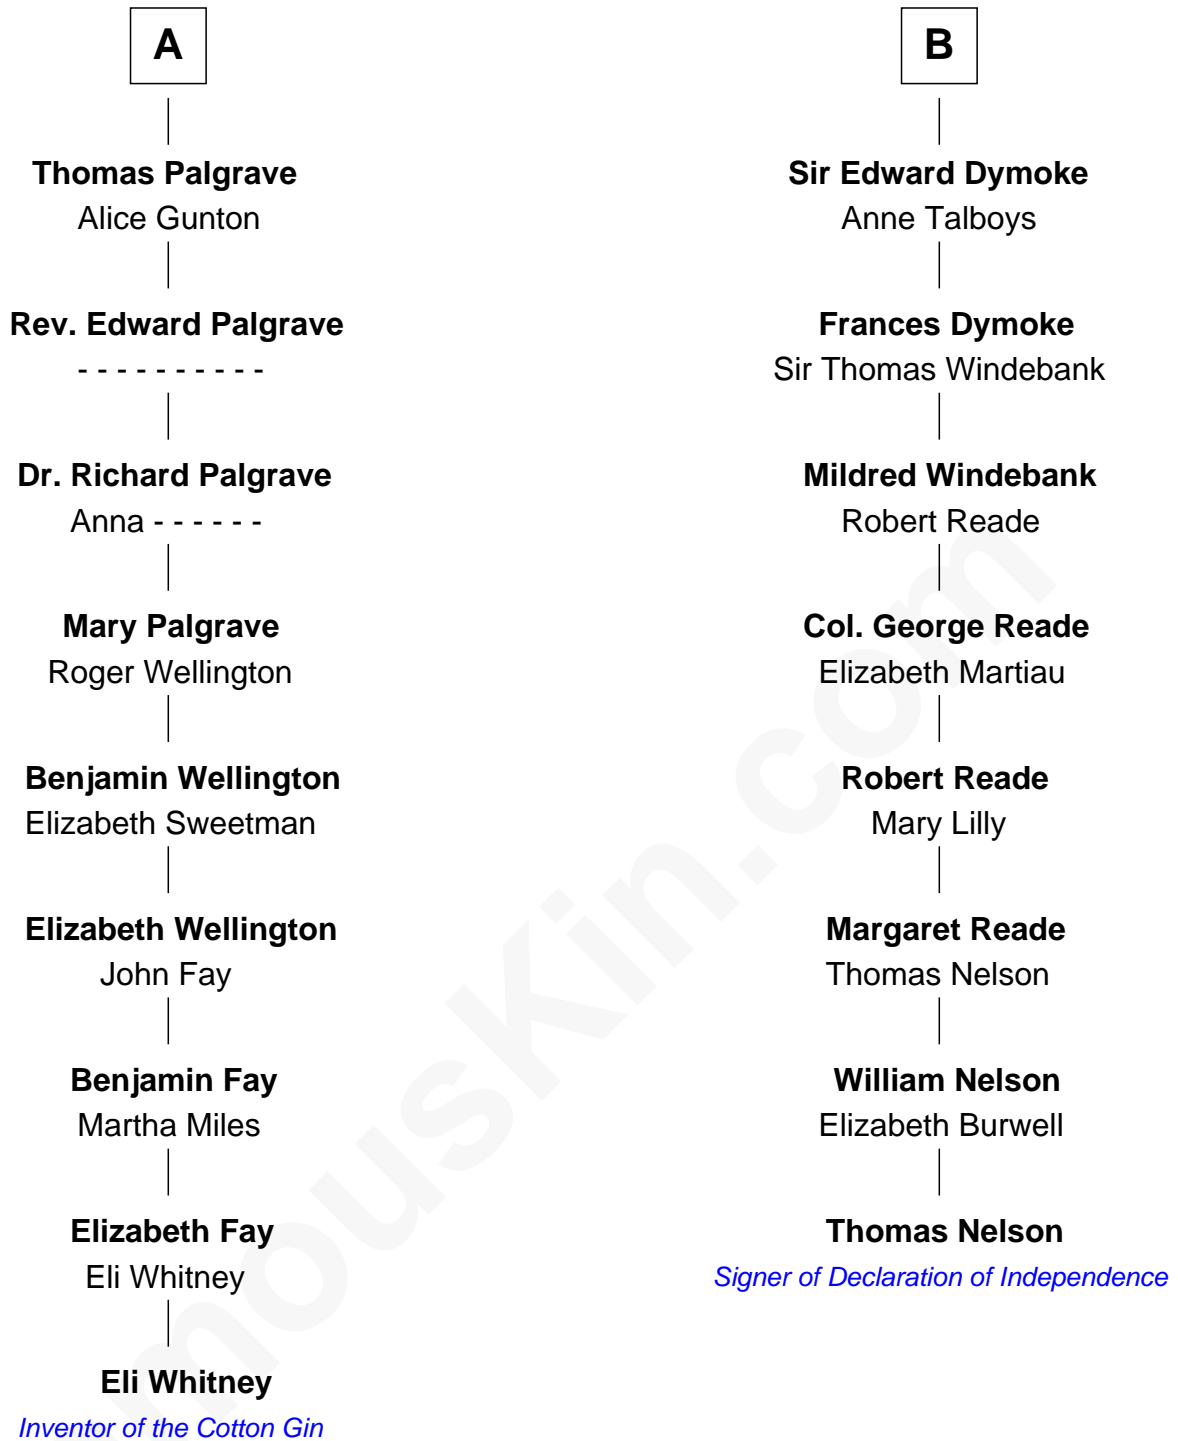 A
Thomas Palgrave
Alice Gunton
Rev. Edward Palgrave
- - - - - - - - - -
Dr. Richard Palgrave
Anna - - - - - -
Mary Palgrave
Roger Wellington
Benjamin Wellington
Elizabeth Sweetman
Elizabeth Wellington
John Fay
Benjamin Fay
Martha Miles
Elizabeth Fay
Eli Whitney
Eli Whitney
Inventor of the Cotton Gin
B
Sir Edward Dymoke
Anne Talboys
Frances Dymoke
Sir Thomas Windebank
Mildred Windebank
Robert Reade
Col. George Reade
Elizabeth Martiau
Robert Reade
Mary Lilly
Margaret Reade
Thomas Nelson
William Nelson
Elizabeth Burwell
Thomas Nelson
Signer of Declaration of Independence
mousKin.com